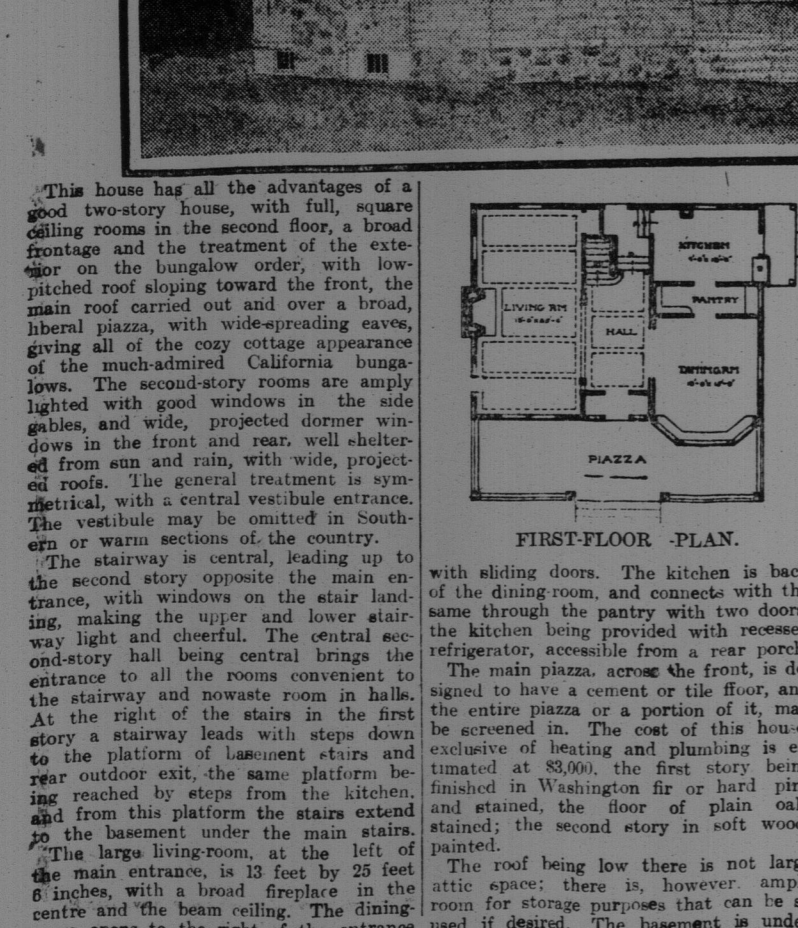 This house has all the advantages of a
good two-story house, with full, square
ceiling rooms in the second floor, a broad
frontage and the treatment of the exte-
rior on the bungalow order, with low-
pitched roof sloping toward the front, the
main roof carried out and over a broad,
liberal piazza, with wide-spreading eaves,
giving all of the cozy cottage appearance
of the much-admired California bunga-
lows. The second-story rooms are amply
lighted with good windows in the side
gables, and wide, projected dormer win-
dows in the front and rear, well shelter-
ed from sun and rain, with wide, project-
ed roofs. The general treatment is sym-
metrical, with a central vestibule entrance.
The vestibule may be omitted in South-
ern or warm sections of the country.
The stairway is central, leading up to
the second story opposite the main en-
trance, with windows on the stair land-
ing, making the upper and lower stair-
way light and cheerful. The central sec-
ond-story hall being central brings the
entrance to all the rooms convenient to
the stairway and nowaste room in halls.
At the right of the stairs in the first
story a stairway leads with steps down
to the platform of basement stairs and
rear outdoor exit, the same platform be-
ing reached by steps from the kitchen,
and from this platform the stairs extend
to the basement under the main stairs.
The large living-room, at the left of
the main entrance, is 13 feet by 25 feet
6 inches, with a broad fireplace in the
centre and the beam ceiling. The dining-
KITCHEN
PANTRY
LIVING RM
HALL
DINING RM
PIAZZA
FIRST-FLOOR -PLAN.
with sliding doors. The kitchen is bac
of the dining-room, and connects with th
same through the pantry with two door
the kitchen being provided with recesse
refrigerator, accessible from a rear porc
The main piazza, across the front, is de
signed to have a cement or tile floor, an
the entire piazza or a portion of it, ma
be screened in. The cost of this hou
exclusive of heating and plumbing is e
timated at $3,000, the first story bein
finished in Washington fir or hard pin
and stained, the floor of plain oa
stained; the second story in soft woo
painted.
The roof being low there is not larg
attic space; there is, however, amp
room for storage purposes that can be s
used if desired. The basement is unde